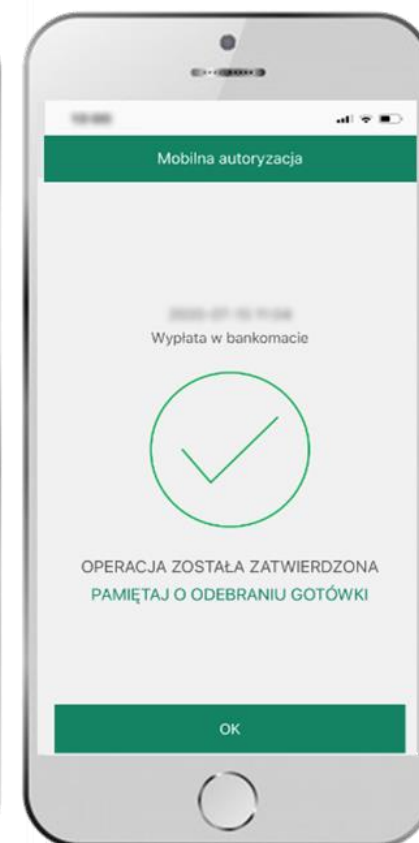 Mobilna autoryzacja
Wypłata w bankomacie
OPERACJA ZOSTAŁA ZATWIERDZONA
PAMIĘTAJ O ODEBRANIU GOTÓWKI
OK